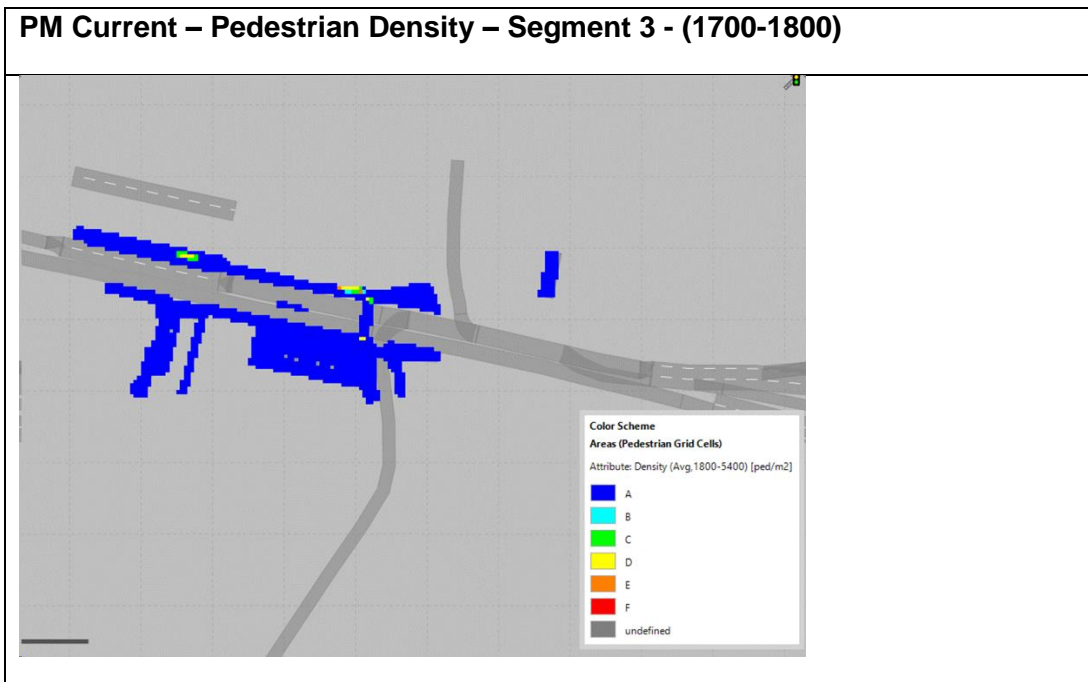 PM Current – Pedestrian Density – Segment 3 - (1700-1800)
Color Scheme
Areas (Pedestrian Grid Cells)
Attribute: Density (Avg,1800-5400) [ped/m2]
A
B
C
D
E
F
undefined